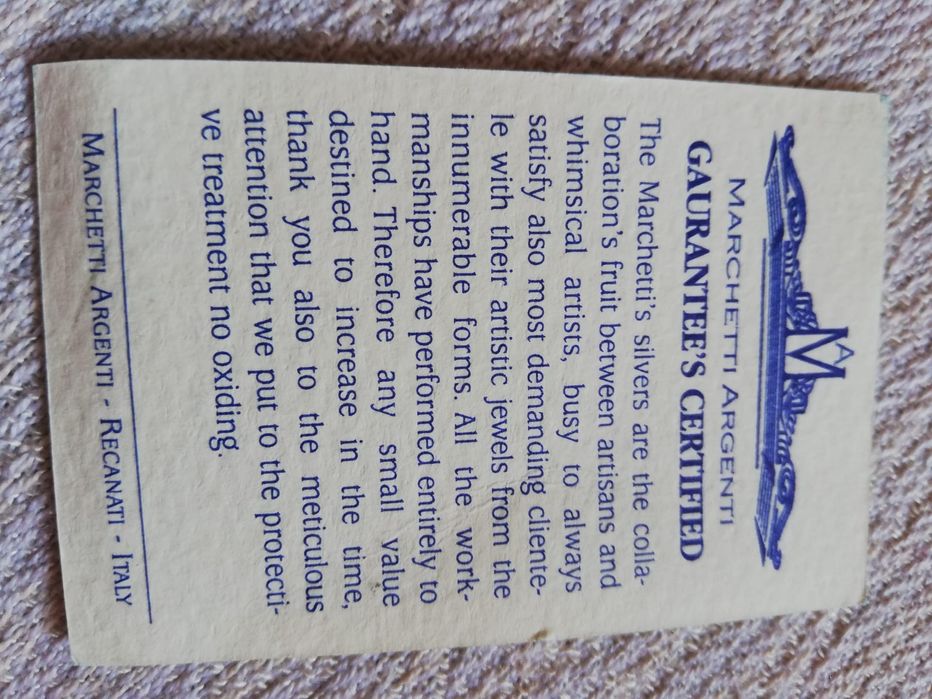 MA
MARCHETTI ARGENTI
GAURANTEE'S CERTIFIED
The Marchetti's silvers are the colla-
boration's fruit between artisans and
whimsical artists, busy to always
satisfy also most demanding cliente-
le with their artistic jewels from the
innumerable forms. All the work-
manships have performed entirely to
hand. Therefore any small value
destined to increase in the time,
thank you also to the meticulous
attention that we put to the protecti-
ve treatment no oxiding.
MARCHETTI ARGENTI - RECANATI - ITALY